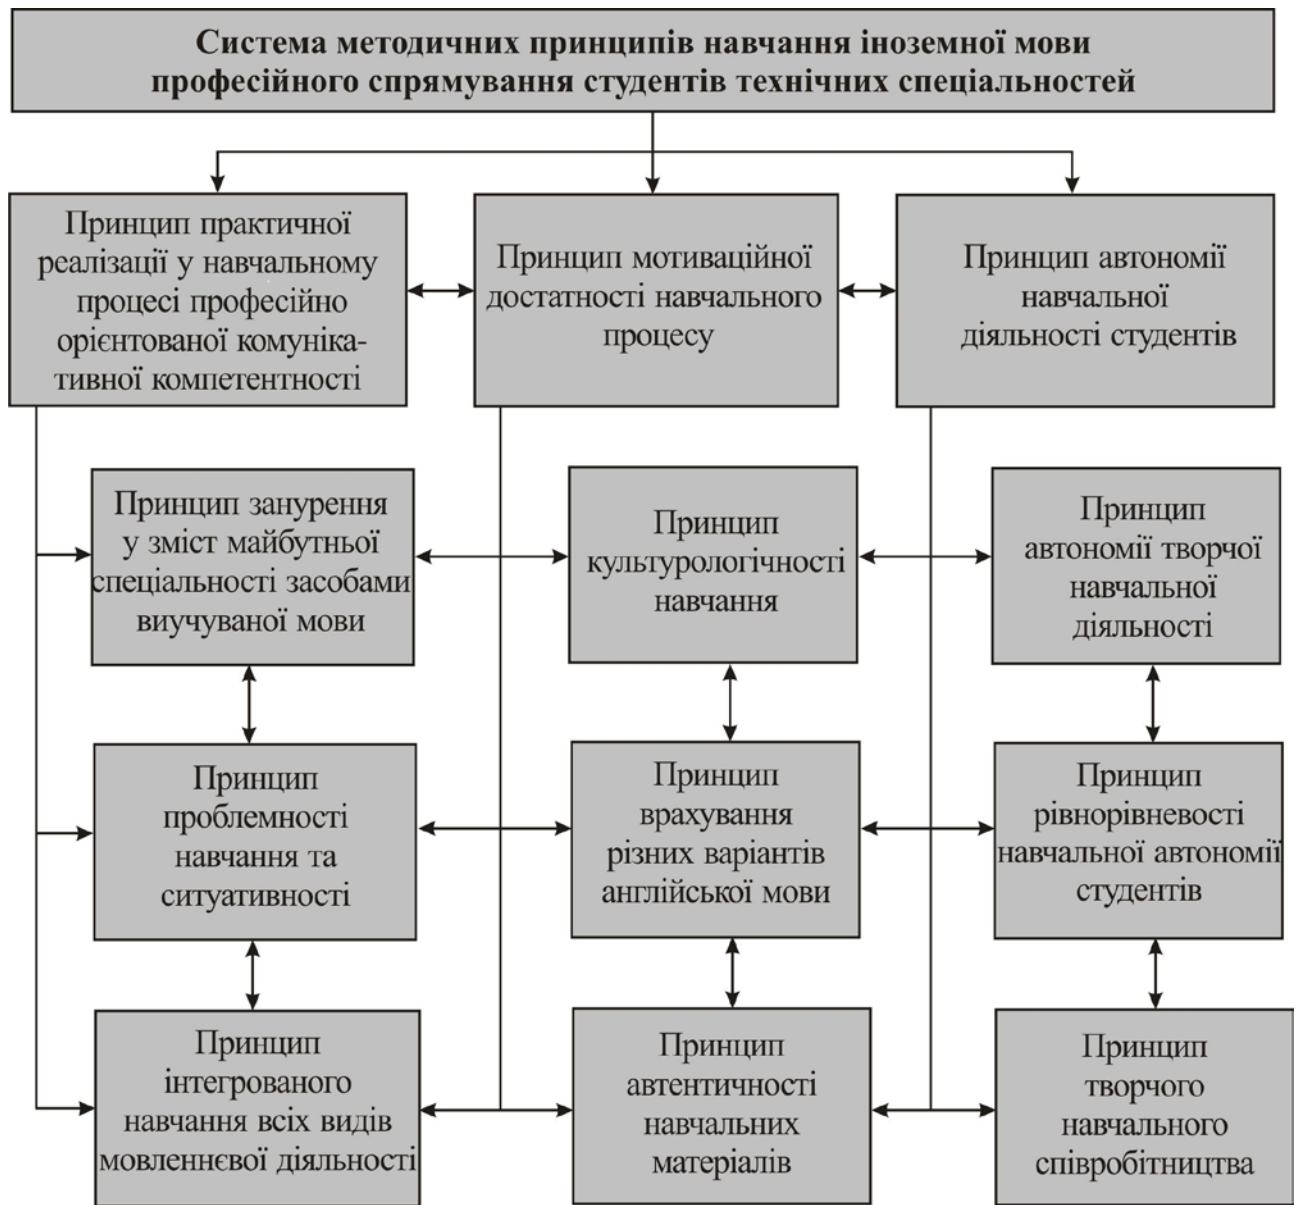 Система методичних принципів навчання іноземної мови
професійного спрямування студентів технічних спеціальностей
Принцип практичної
реалізації у навчальному
процесі професійно
орієнтованої комуніка-
тивної компетентності
Принцип мотиваційної
достатності навчального
процесу
Принцип автономії
навчальної
діяльності студентів
Принцип занурення
у зміст майбутньої
спеціальності засобами
виучуваної мови
Принцип
культурологічності
навчання
Принцип
автономії творчої
навчальної
діяльності
Принцип
проблемності
навчання та
ситуативності
Принцип
врахування
різних варіантів
англійської мови
Принцип
рівнорівневості
навчальної автономії
студентів
Принцип
інтегрованого
навчання всіх видів
мовленнєвої діяльності
Принцип
автентичності
навчальних
матеріалів
Принцип
творчого
навчального
співробітництва